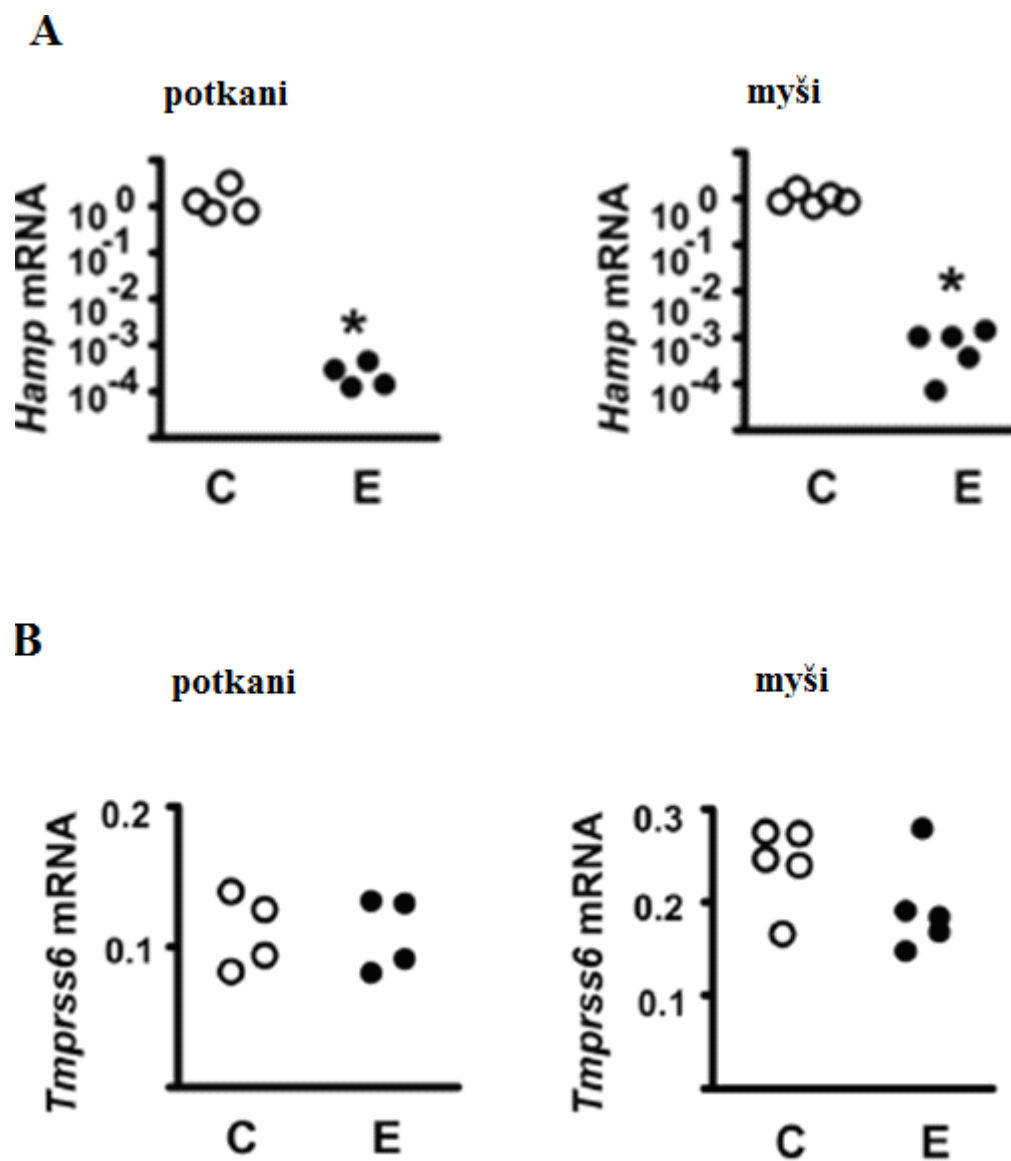 A
potkani
myši
Hamp mRNA
10^0
10^-1
10^-2
10^-3
10^-4
*
C E
Hamp mRNA
10^0
10^-1
10^-2
10^-3
10^-4
*
C E
B
potkani
myši
Tmprss6 mRNA
0.2
0.1
C E
Tmprss6 mRNA
0.3
0.2
0.1
C E